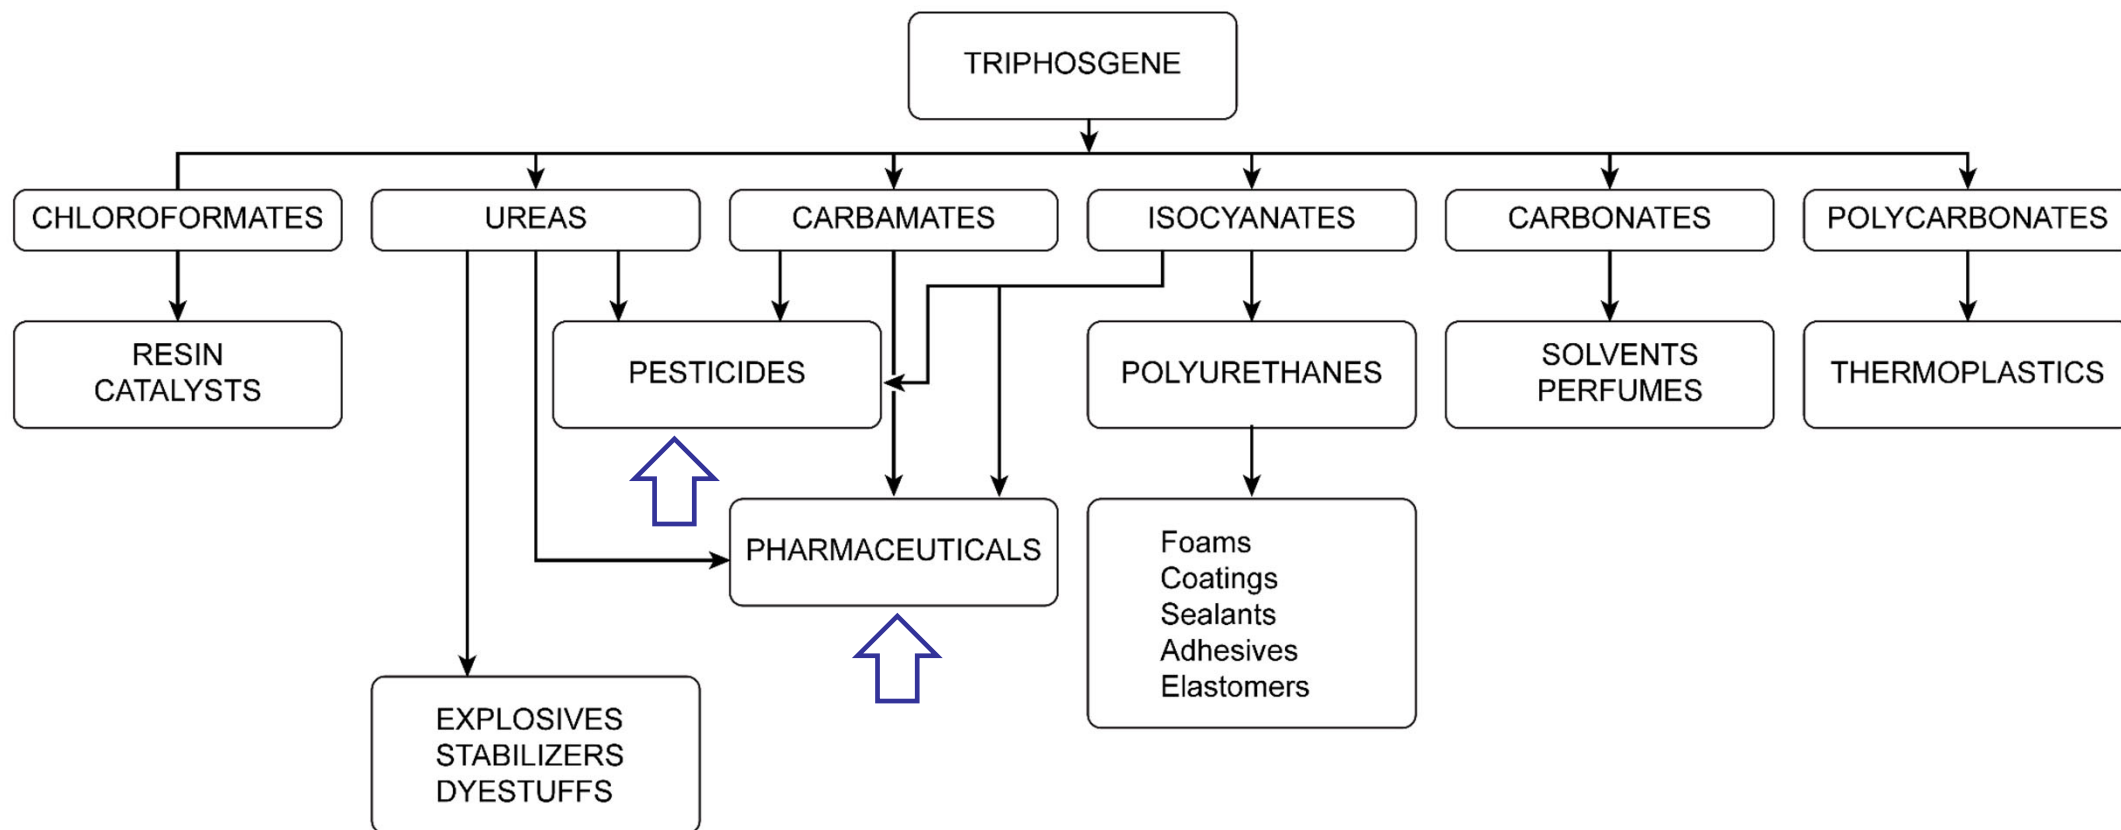 TRIPHOSGENE
CHLOROFORMATES
UREAS
CARBAMATES
ISOCYANATES
CARBONATES
POLYCARBONATES
RESIN
CATALYSTS
PESTICIDES
POLYURETHANES
SOLVENTS
PERFUMES
THERMOPLASTICS
PHARMACEUTICALS
Foams
Coatings
Sealants
Adhesives
Elastomers
EXPLOSIVES
STABILIZERS
DYESTUFFS